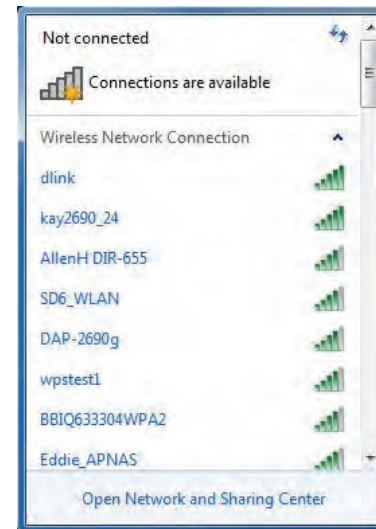 Not connected
Connections are available
Wireless Network Connection
dlink
kay2690_24
AllenH DIR-655
SD6_WLAN
DAP-2690g
wpstest1
BBIQ633304WPA2
Eddie_APNAS
Open Network and Sharing Center